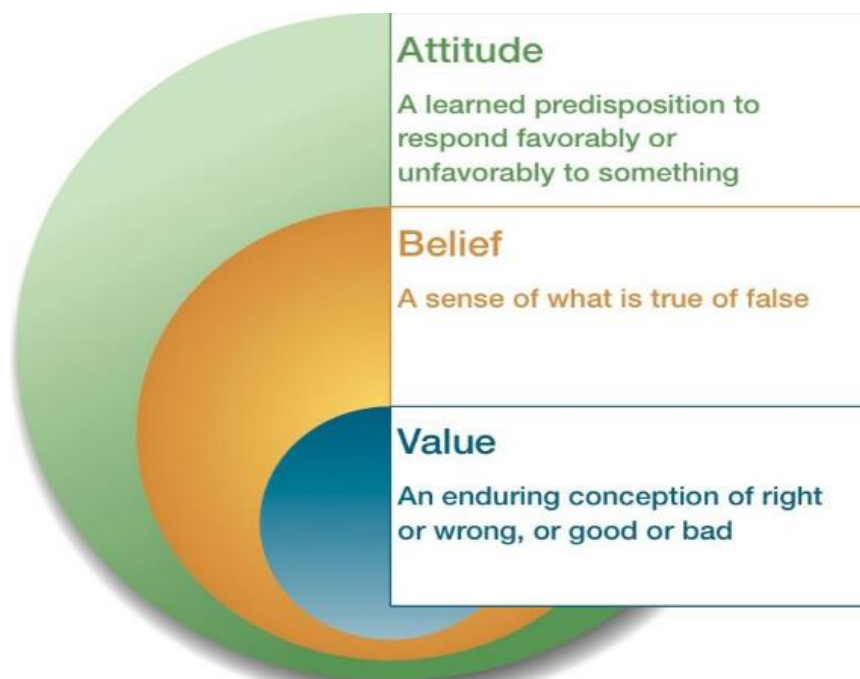 Attitude
A learned predisposition to
respond favorably or
unfavorably to something
Belief
A sense of what is true of false
Value
An enduring conception of right
or wrong, or good or bad